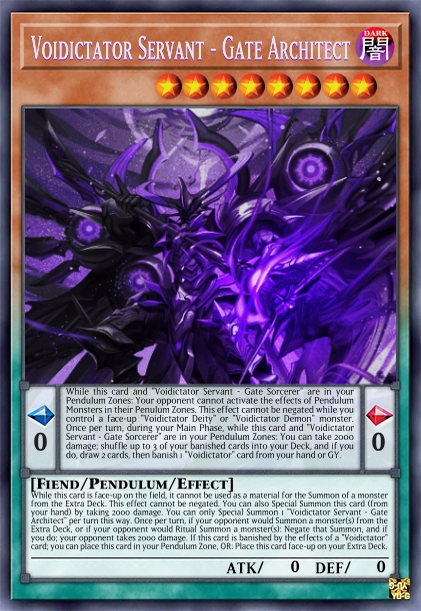 Voidictator Servant - Gate Architect
DARK
闇
While this card and "Voidictator Servant - Gate Sorcerer" are in your
Pendulum Zones: Your opponent cannot activate the effects of Pendulum
Monsters in their Penulum Zones. This effect cannot be negated while you
control a face-up "Voidictator Deity" or "Voidictator Demon" monster.
Once per turn, during your Main Phase, while this card and "Voidictator
Servant - Gate Sorcerer" are in your Pendulum Zones: You can take 2000
damage; shuffle up to 3 of your banished cards into your Deck, and if you
do, draw 2 cards, then banish 1 "Voidictator" card from your hand or GY.
0
0
[Fiend/Pendulum/Effect]
While this card is face-up on the field, it cannot be used as a material for the Summon of a monster
from the Extra Deck. This effect cannot be negated. You can also Special Summon this card (from
your hand) by taking 2000 damage. You can only Special Summon 1 "Voidictator Servant - Gate
Architect" per turn this way. Once per turn, if your opponent would Summon a monster(s) from the
Extra Deck, or if your opponent would Ritual Summon a monster(s): Negate that Summon, and if
you do; your opponent takes 2000 damage. If this card is banished by the effects of a "Voidictator"
card; you can place this card in your Pendulum Zone, OR: Place this card face-up on your Extra Deck.
ATK/ 0 DEF/ 0